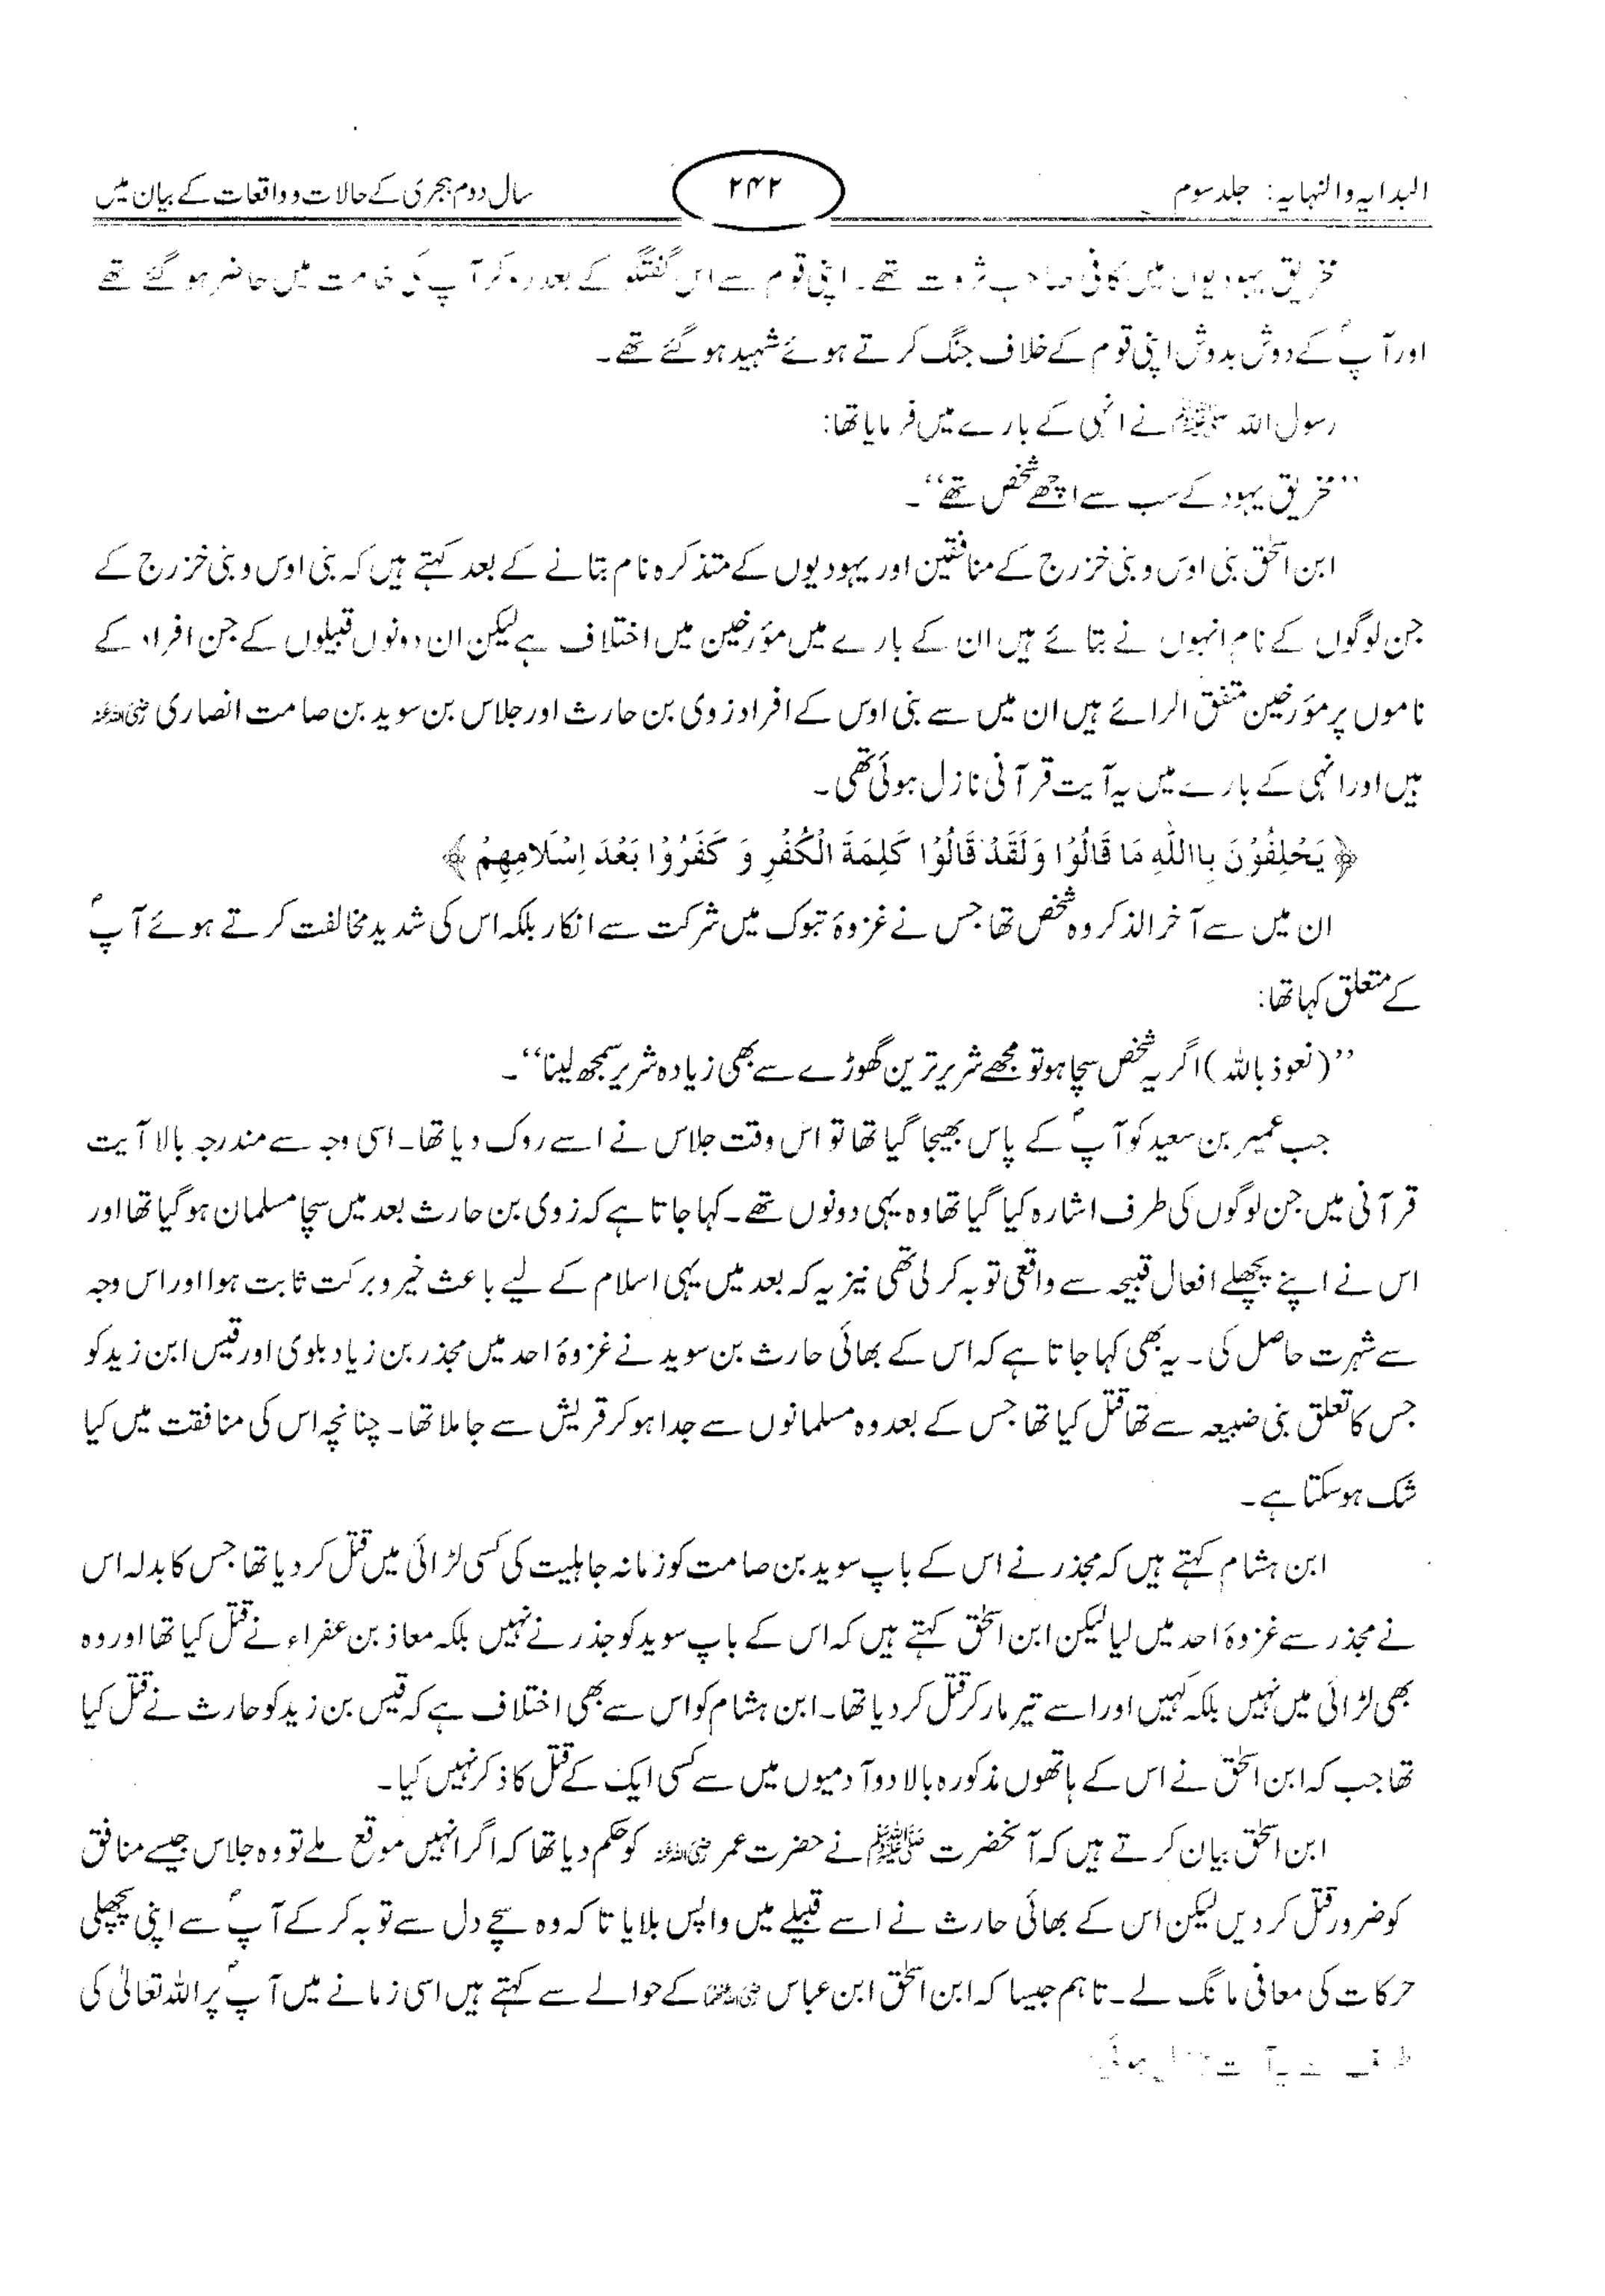 البدایہ والنہایہ: جلد سوم
۲۴۲
سال دوم ہجری کے حالات و واقعات کے بیان میں
مخریق یہودیوں میں کافی صاحب ثروت تھے۔ اپنی قوم سے اس گفتگو کے بعد وہ کر آپؐ کی خدمت میں حاضر ہو گئے تھے
اور آپؐ کے دوش بدوش اپنی قوم کے خلاف جنگ کرتے ہوئے شہید ہو گئے تھے۔
رسول اللہ ﷺ نے انہی کے بارے میں فرمایا تھا:
’’مخریق یہود کے سب سے اچھے شخص تھے‘‘۔
ابن اسحٰق بنی اوس و بنی خزرج کے منافقین اور یہودیوں کے متذکرہ نام بتانے کے بعد کہتے ہیں کہ بنی اوس و بنی خزرج کے
جن لوگوں کے نام انہوں نے بتائے ہیں ان کے بارے میں مؤرخین میں اختلاف ہے لیکن ان دونوں قبیلوں کے جن افراد کے
ناموں پر مؤرخین متفق الرائے ہیں ان میں سے بنی اوس کے افراد زوی بن حارث اور جلاس بن سوید بن صامت انصاری رضی اللہ عنہ
ہیں اور انہی کے بارے میں یہ آیت قرآنی نازل ہوئی تھی۔
﴿ يَحْلِفُوْنَ بِاللّٰهِ مَا قَالُوْا وَلَقَدْ قَالُوْا كَلِمَةَ الْكُفْرِ وَ كَفَرُوْا بَعْدَ اِسْلَامِهِمْ ﴾
ان میں سے آخر الذکر وہ شخص تھا جس نے غزوۂ تبوک میں شرکت سے انکار بلکہ اس کی شدید مخالفت کرتے ہوئے آپؐ
کے متعلق کہا تھا:
’’(نعوذ باللہ) اگر یہ شخص سچا ہو تو مجھے شریر ترین گھوڑے سے بھی زیادہ شریر سمجھ لینا‘‘۔
جب عمیر بن سعید کو آپؐ کے پاس بھیجا گیا تھا تو اس وقت جلاس نے اسے روک دیا تھا۔ اسی وجہ سے مندرجہ بالا آیت
قرآنی میں جن لوگوں کی طرف اشارہ کیا گیا تھا وہ یہی دونوں تھے۔ کہا جاتا ہے کہ زوی بن حارث بعد میں سچا مسلمان ہو گیا تھا اور
اس نے اپنے پچھلے افعال قبیحہ سے واقعی توبہ کر لی تھی نیز یہ کہ بعد میں یہی اسلام کے لیے باعث خیر و برکت ثابت ہوا اور اس وجہ
سے شہرت حاصل کی۔ یہ بھی کہا جاتا ہے کہ اس کے بھائی حارث بن سوید نے غزوۂ احد میں مجذر بن زیاد بلوی اور قیس ابن زید کو
جس کا تعلق بنی ضبیعہ سے تھا قتل کیا تھا جس کے بعد وہ مسلمانوں سے جدا ہو کر قریش سے جا ملا تھا۔ چنانچہ اس کی منافقت میں کیا
شک ہو سکتا ہے۔
ابن ہشام کہتے ہیں کہ مجذر نے اس کے باپ سوید بن صامت کو زمانہ جاہلیت کی کسی لڑائی میں قتل کر دیا تھا جس کا بدلہ اس
نے مجذر سے غزوۂ احد میں لیا لیکن ابن اسحٰق کہتے ہیں کہ اس کے باپ سوید کو جذر نے نہیں بلکہ معاذ بن عفراء نے قتل کیا تھا اور وہ
بھی لڑائی میں نہیں بلکہ کہیں اور اسے تیر مار کر قتل کر دیا تھا۔ ابن ہشام کو اس سے بھی اختلاف ہے کہ قیس بن زید کو حارث نے قتل کیا
تھا جب کہ ابن اسحٰق نے اس کے ہاتھوں مذکورہ بالا دو آدمیوں میں سے کسی ایک کے قتل کا ذکر نہیں کیا۔
ابن اسحٰق بیان کرتے ہیں کہ آنحضرت ﷺ نے حضرت عمر رضی اللہ عنہ کو حکم دیا تھا کہ اگر انہیں موقع ملے تو وہ جلاس جیسے منافق
کو ضرور قتل کر دیں لیکن اس کے بھائی حارث نے اسے قبیلے میں واپس بلایا تا کہ وہ سچے دل سے توبہ کر کے آپؐ سے اپنی پچھلی
حرکات کی معافی مانگ لے۔ تاہم جیسا کہ ابن اسحٰق ابن عباس رضی اللہ عنہما کے حوالے سے کہتے ہیں اسی زمانے میں آپؐ پر اللہ تعالیٰ کی